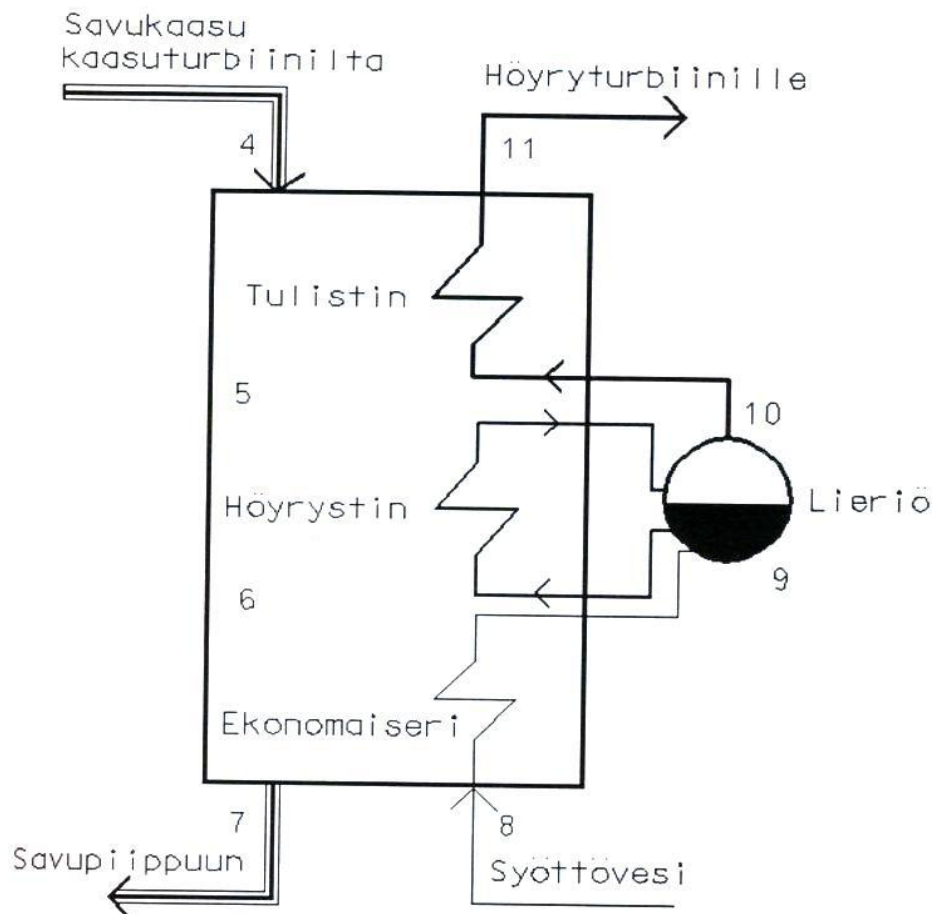 Savukaasu
kaasuturbiinilta
Höyryturbiinille
4
11
Tulistin
5
10
Höyrystin
Lieriö
6
9
Ekonomaiseri
7
8
Savupiippuun
Syöttövesi